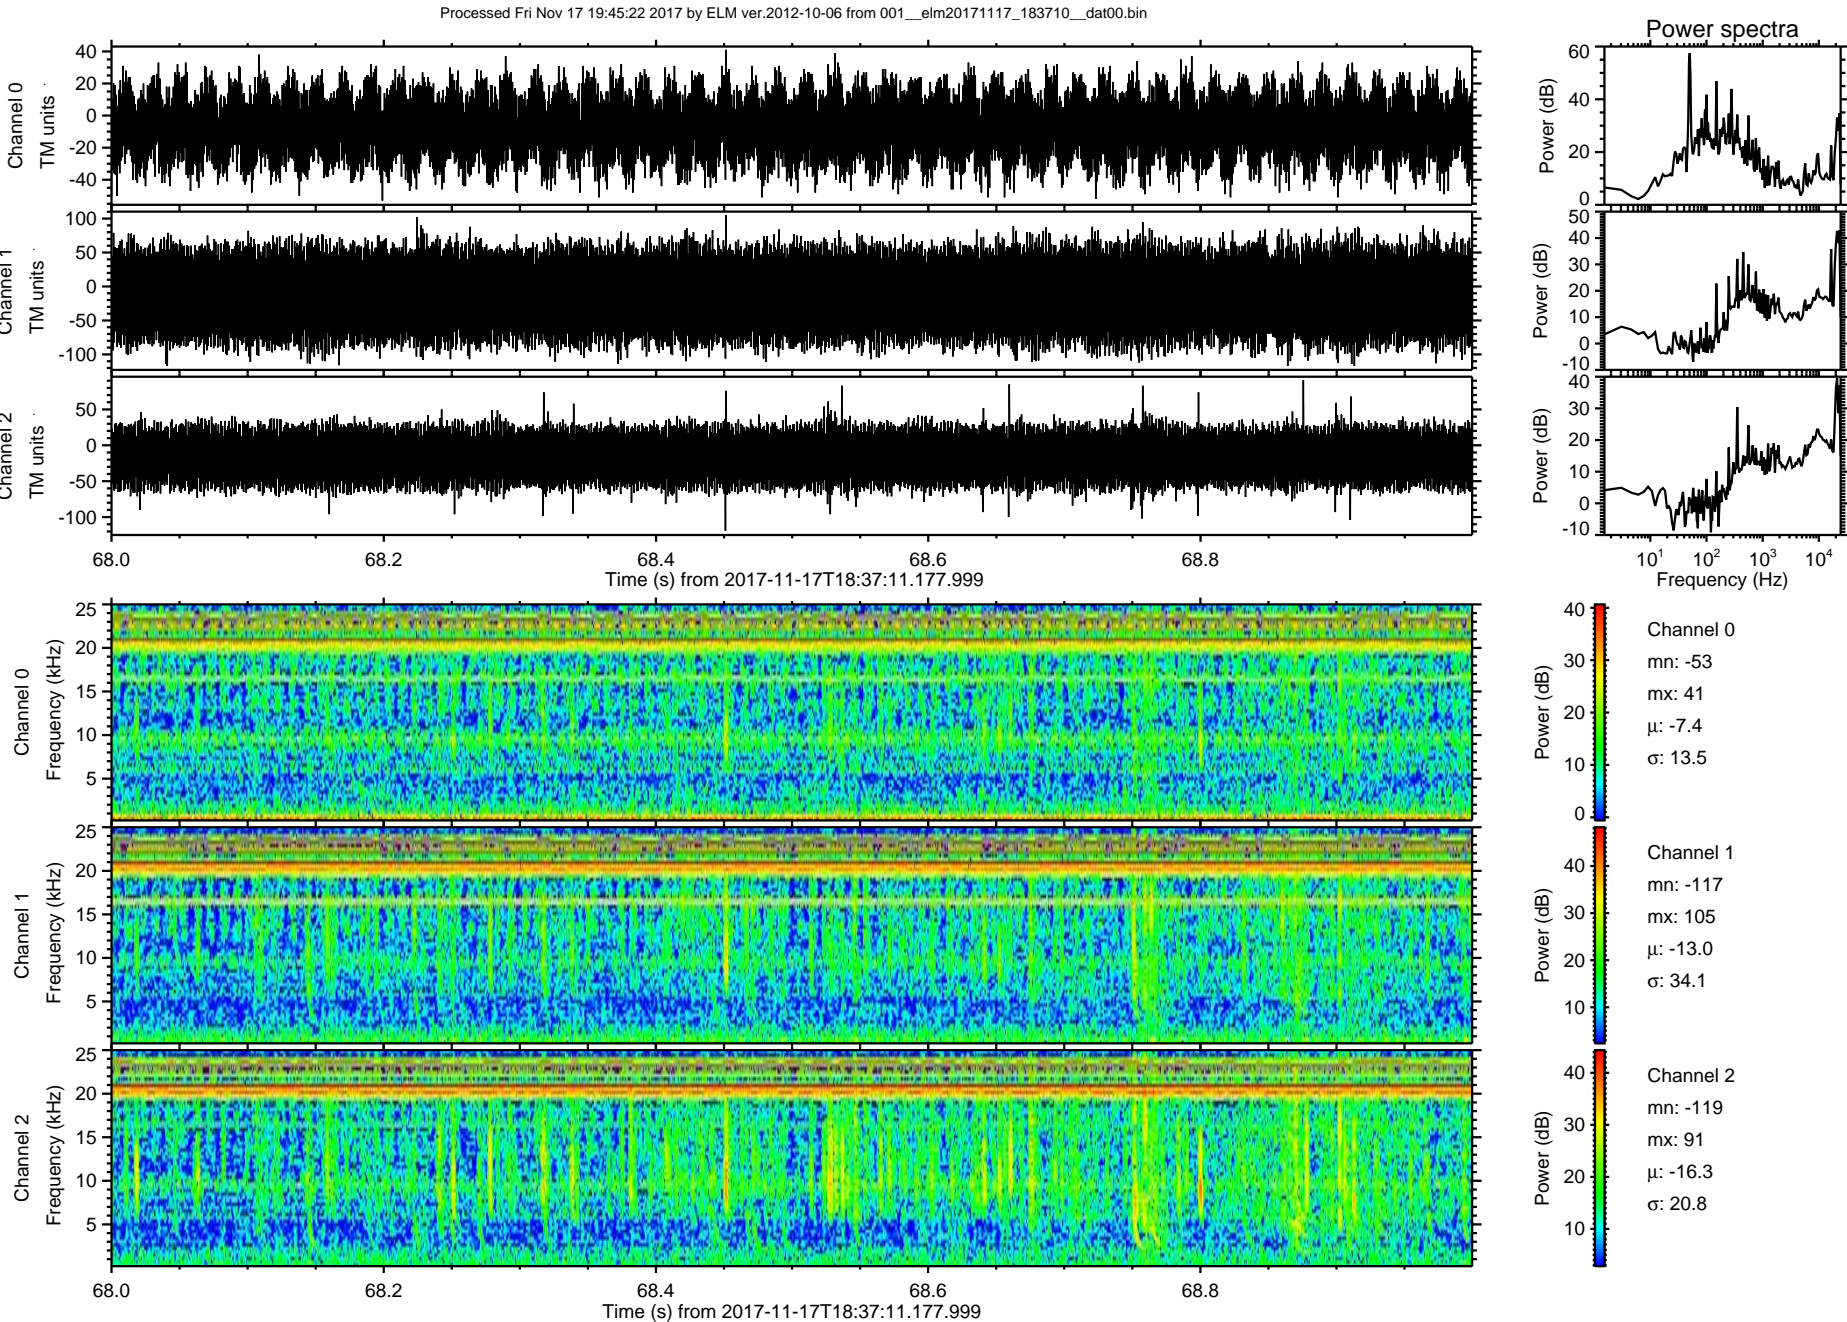 Processed Fri Nov 17 19:45:22 2017 by ELM ver.2012-10-06 from 001__elm20171117_183710__dat00.bin
Power spectra
Channel 0
TM units
40
20
0
-20
-40
Power (dB)
60
40
20
0
Channel 1
TM units
100
50
0
-50
-100
Power (dB)
50
40
30
20
10
0
-10
Channel 2
TM units
50
0
-50
-100
Power (dB)
40
30
20
10
0
-10
68.0 68.2 68.4 68.6 68.8
Time (s) from 2017-11-17T18:37:11.177.999
10^1 10^2 10^3 10^4
Frequency (Hz)
Channel 0
Frequency (kHz)
25
20
15
10
5
Power (dB)
40
30
20
10
0
Channel 0
mn: -53
mx: 41
μ: -7.4
σ: 13.5
Channel 1
Frequency (kHz)
25
20
15
10
5
Power (dB)
40
30
20
10
Channel 1
mn: -117
mx: 105
μ: -13.0
σ: 34.1
Channel 2
Frequency (kHz)
25
20
15
10
5
Power (dB)
40
30
20
10
Channel 2
mn: -119
mx: 91
μ: -16.3
σ: 20.8
68.0 68.2 68.4 68.6 68.8
Time (s) from 2017-11-17T18:37:11.177.999